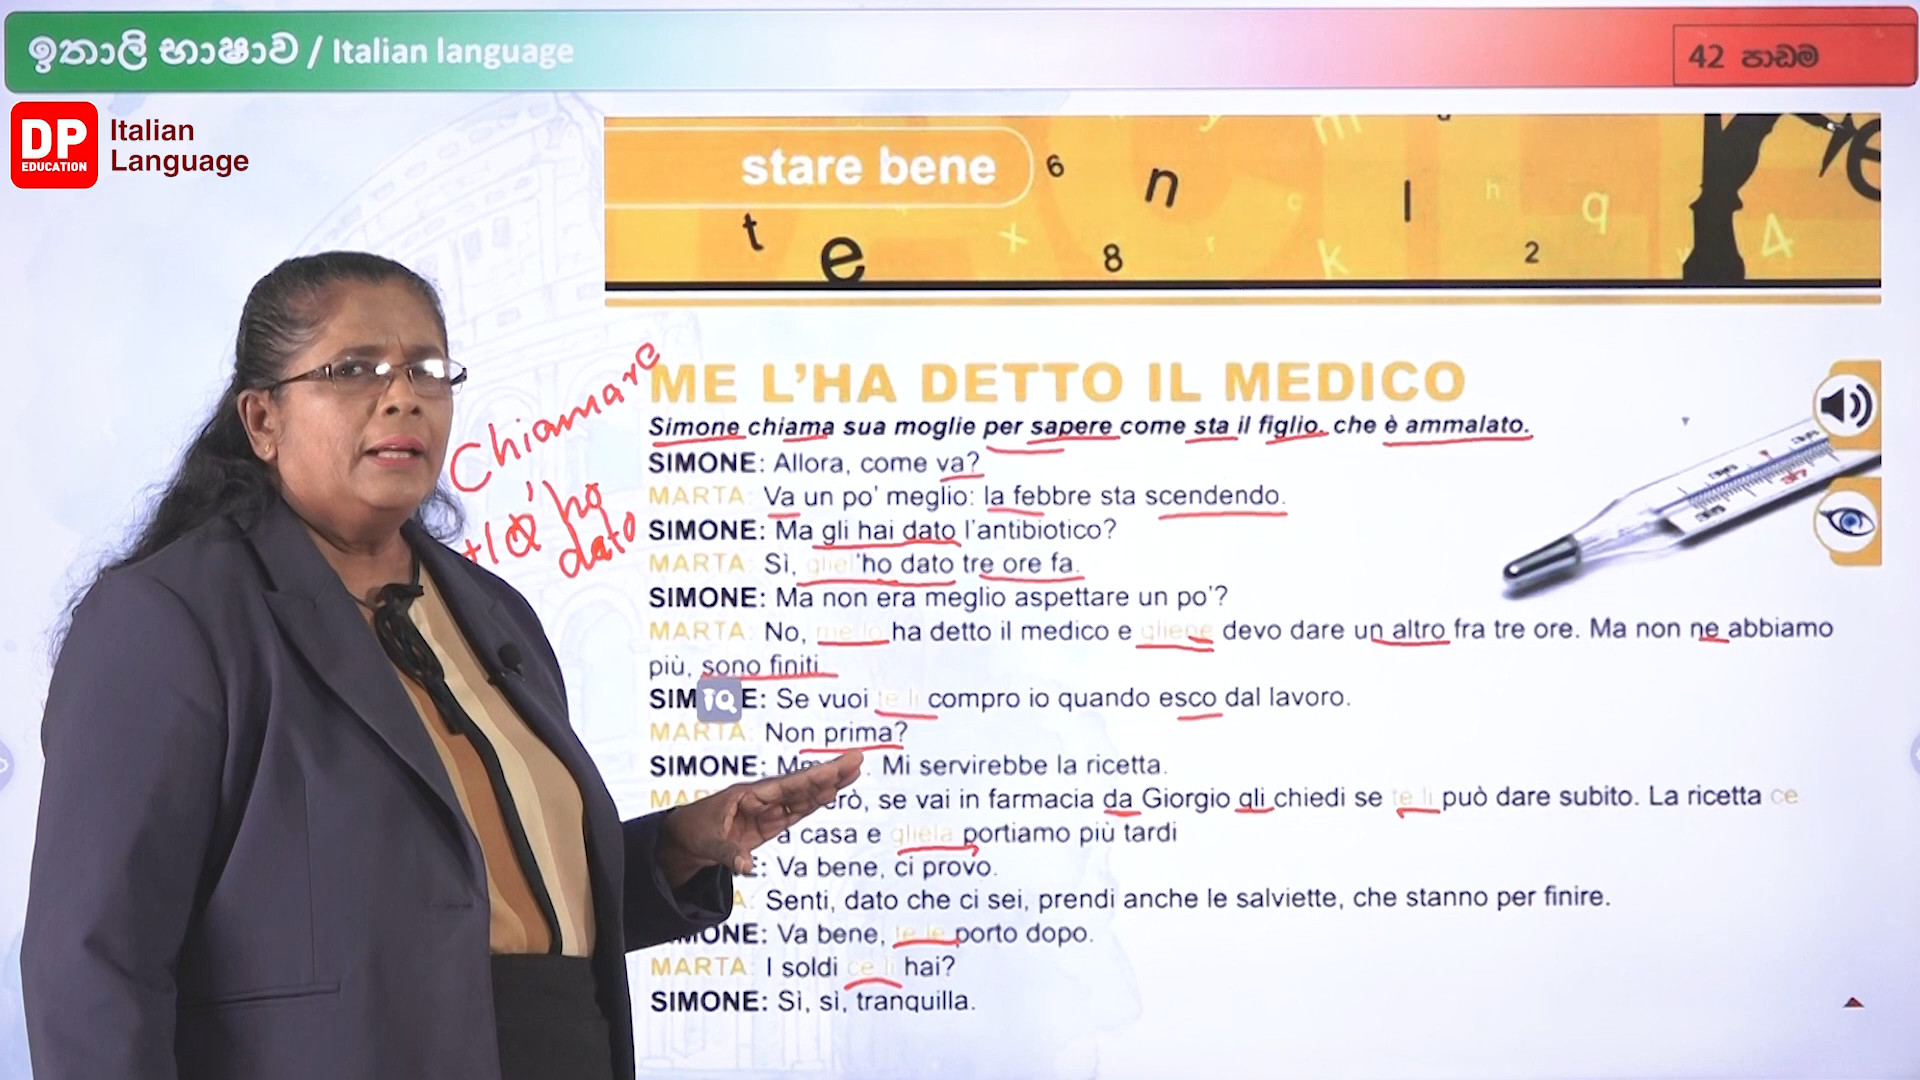 ඉතාලි භාෂාව / Italian language
42 පාඩම
DP
EDUCATION
Italian
Language
stare bene
ME L'HA DETTO IL MEDICO
Simone chiama sua moglie per sapere come sta il figlio, che è ammalato.
SIMONE: Allora, come va?
MARTA: Va un po' meglio: la febbre sta scendendo.
SIMONE: Ma gli hai dato l'antibiotico?
MARTA: Sì, gliel'ho dato tre ore fa.
SIMONE: Ma non era meglio aspettare un po'?
MARTA: No, me lo ha detto il medico e gliene devo dare un altro fra tre ore. Ma non ne abbiamo
più, sono finiti.
SIM E: Se vuoi te li compro io quando esco dal lavoro.
MARTA: Non prima?
SIMONE: Mi servirebbe la ricetta.
se vai in farmacia da Giorgio gli chiedi se te li può dare subito. La ricetta ce
a casa e gliela portiamo più tardi
E: Va bene, ci provo.
A: Senti, dato che ci sei, prendi anche le salviette, che stanno per finire.
MONE: Va bene, te le porto dopo.
MARTA: I soldi ce li hai?
SIMONE: Sì, sì, tranquilla.
Chiamare
ho
dato